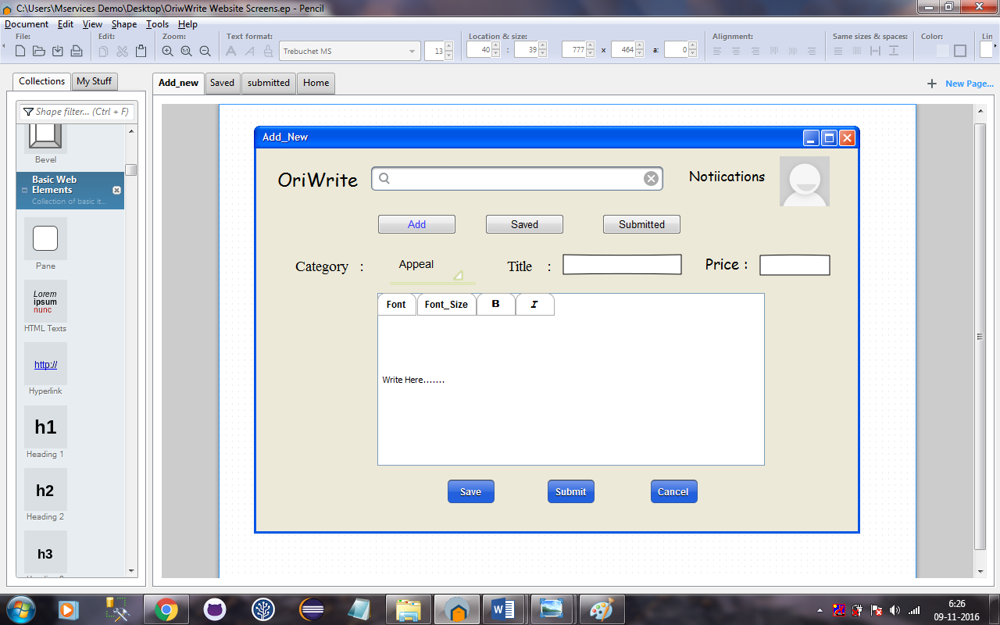 C:\Users\Mservices Demo\Desktop\OriwWrite Website Screens.ep - Pencil
Document Edit View Shape Tools Help
File: Edit: Zoom: Text format: Location & size: Alignment: Same sizes & spaces: Color: Lin
Trebuchet MS 13 40 : 39 777 x 464 a: 0
Collections My Stuff
Add_new Saved submitted Home
New Page...
Shape filter... (Ctrl + F)
Bevel
Basic Web
Elements
Collection of basic it...
Pane
Lorem
ipsum
nunc
HTML Texts
http://
Hyperlink
h1
Heading 1
h2
Heading 2
h3
Add_New
OriWrite
Notiications
Add Saved Submitted
Category : Appeal Title : Price :
Font Font_Size B I
Write Here.......
Save Submit Cancel
6:26
09-11-2016